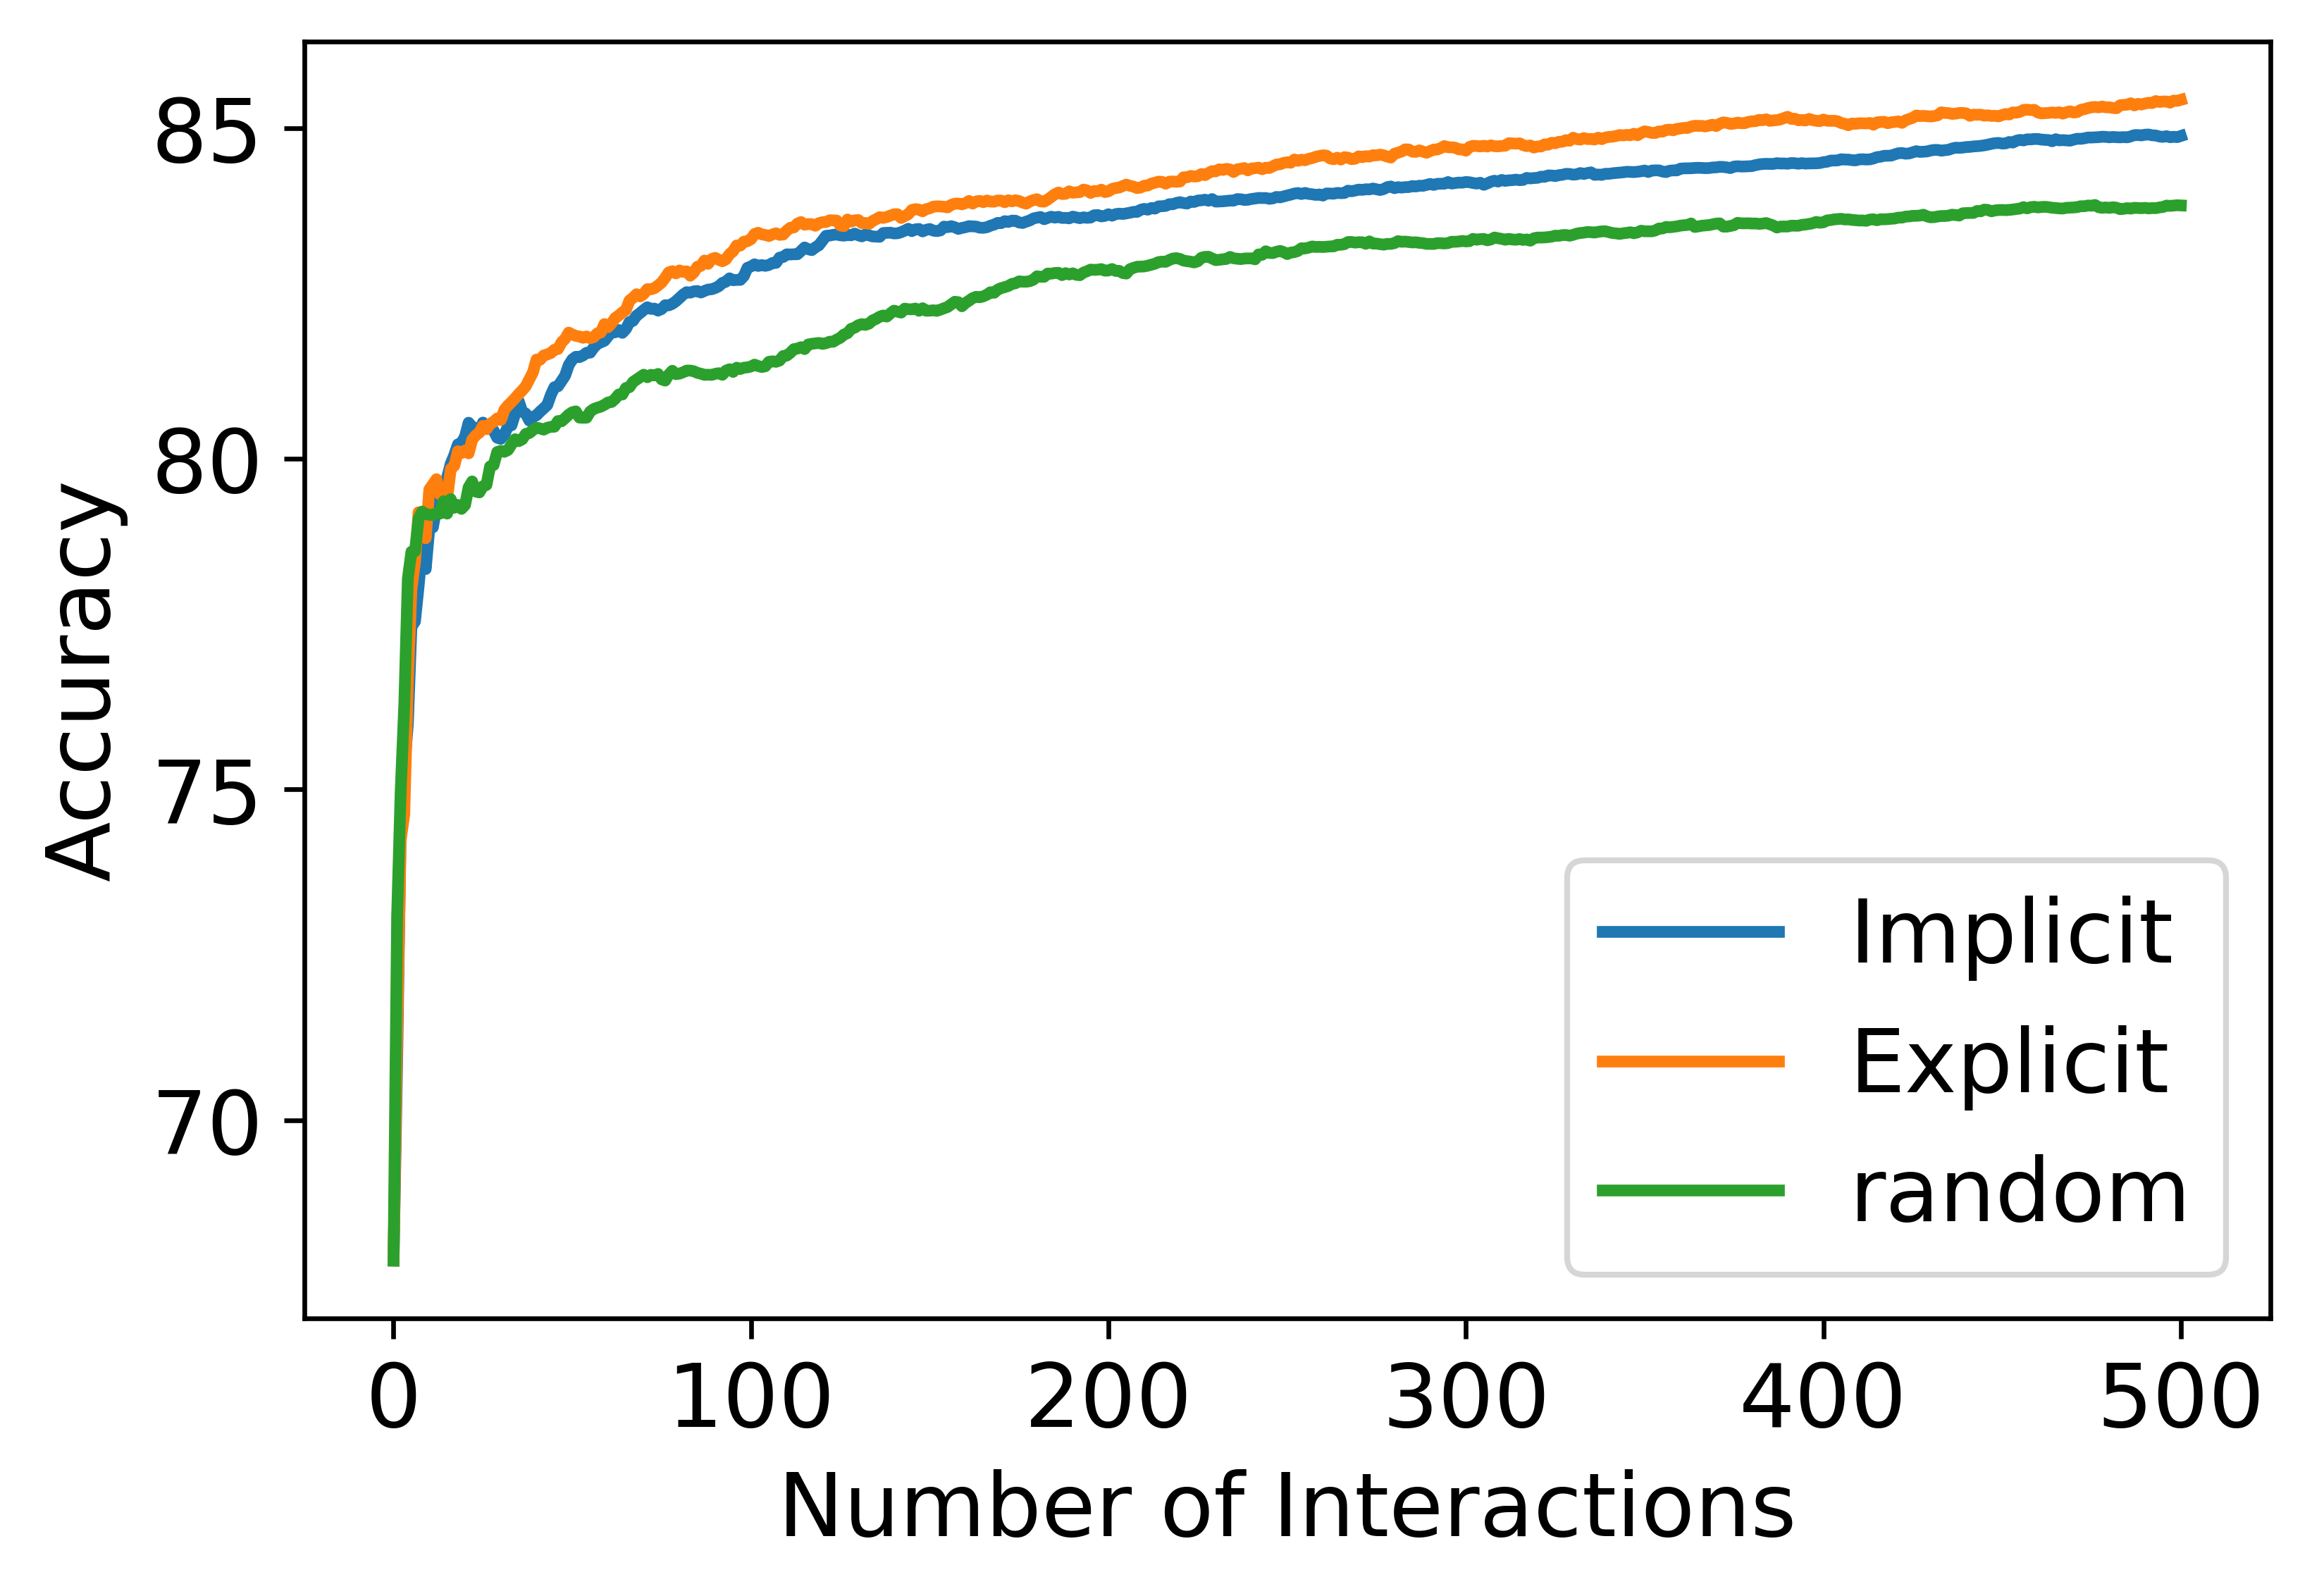 85
80
75
70
Accuracy
0 100 200 300 400 500
Number of Interactions
Implicit
Explicit
random